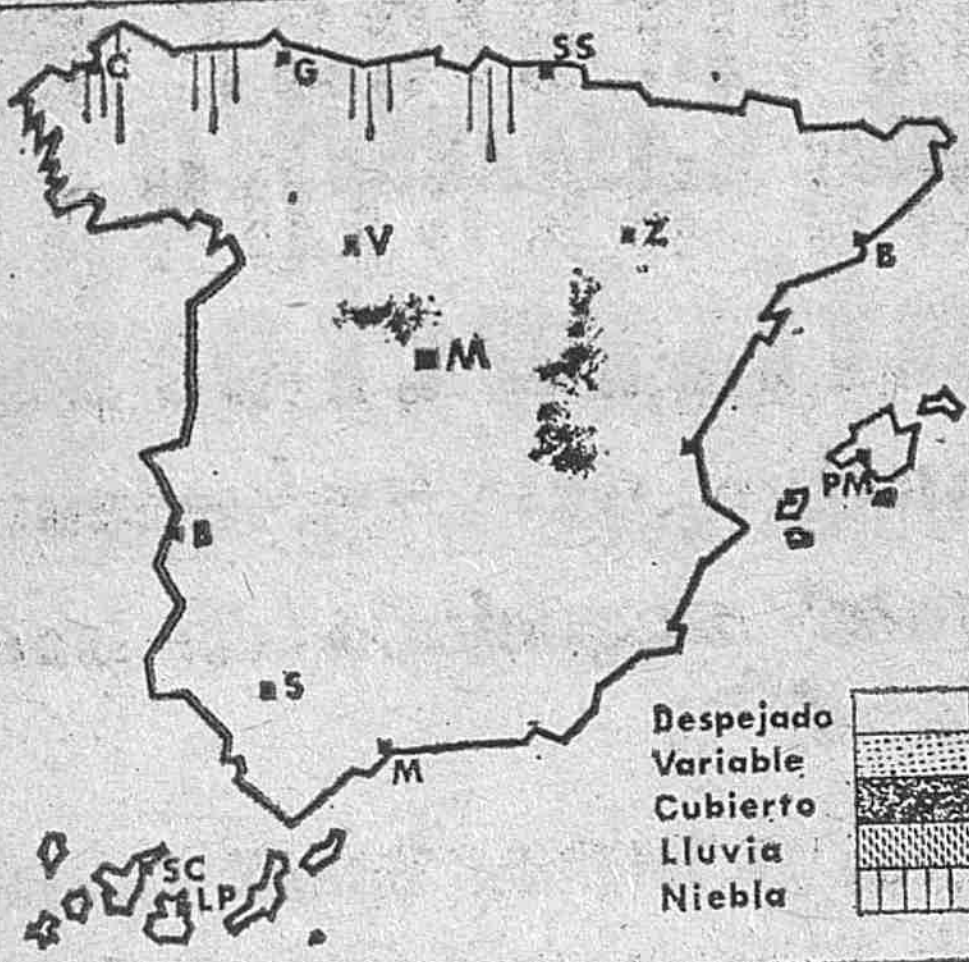 SS
C
G
V
Z
B
M
PM
B
S
M
SC
LP
Despejado
Variable
Cubierto
Lluvia
Niebla